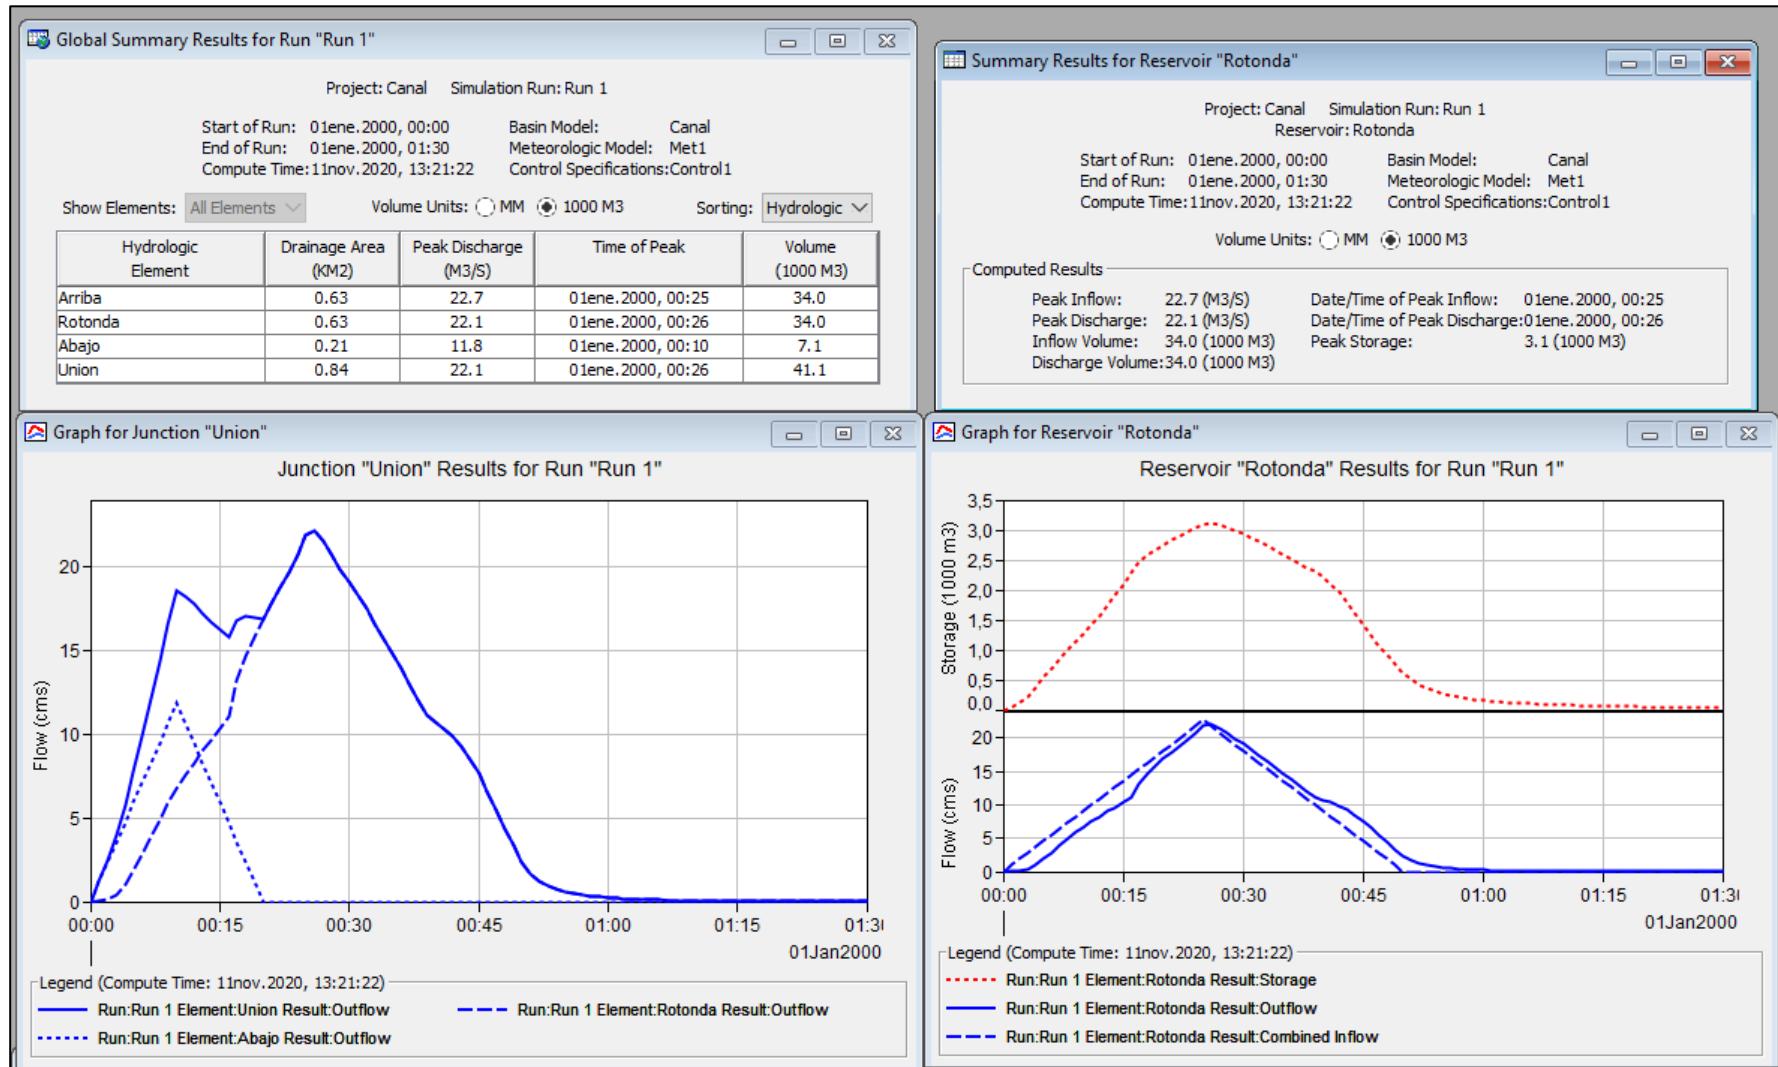 Global Summary Results for Run "Run 1"
Project: Canal Simulation Run: Run 1
Start of Run: 01ene.2000, 00:00 Basin Model: Canal
End of Run: 01ene.2000, 01:30 Meteorologic Model: Met1
Compute Time:11nov.2020, 13:21:22 Control Specifications:Control1
Show Elements: All Elements Volume Units: MM 1000 M3 Sorting: Hydrologic
Hydrologic Element Drainage Area (KM2) Peak Discharge (M3/S) Time of Peak Volume (1000 M3)
Arriba 0.63 22.7 01ene.2000, 00:25 34.0
Rotonda 0.63 22.1 01ene.2000, 00:26 34.0
Abajo 0.21 11.8 01ene.2000, 00:10 7.1
Union 0.84 22.1 01ene.2000, 00:26 41.1
Summary Results for Reservoir "Rotonda"
Project: Canal Simulation Run: Run 1
Reservoir: Rotonda
Start of Run: 01ene.2000, 00:00 Basin Model: Canal
End of Run: 01ene.2000, 01:30 Meteorologic Model: Met1
Compute Time:11nov.2020, 13:21:22 Control Specifications:Control1
Volume Units: MM 1000 M3
Computed Results
Peak Inflow: 22.7 (M3/S) Date/Time of Peak Inflow: 01ene.2000, 00:25
Peak Discharge: 22.1 (M3/S) Date/Time of Peak Discharge:01ene.2000, 00:26
Inflow Volume: 34.0 (1000 M3) Peak Storage: 3.1 (1000 M3)
Discharge Volume:34.0 (1000 M3)
Graph for Junction "Union"
Junction "Union" Results for Run "Run 1"
Flow (cms)
20
15
10
5
0
00:00 00:15 00:30 00:45 01:00 01:15 01:3
01Jan2000
Legend (Compute Time: 11nov.2020, 13:21:22)
Run:Run 1 Element:Union Result:Outflow Run:Run 1 Element:Rotonda Result:Outflow
Run:Run 1 Element:Abajo Result:Outflow
Graph for Reservoir "Rotonda"
Reservoir "Rotonda" Results for Run "Run 1"
Storage (1000 m3)
3,5
3,0
2,5
2,0
1,5
1,0
0,5
0,0
Flow (cms)
20
15
10
5
0
00:00 00:15 00:30 00:45 01:00 01:15 01:3
01Jan2000
Legend (Compute Time: 11nov.2020, 13:21:22)
Run:Run 1 Element:Rotonda Result:Storage
Run:Run 1 Element:Rotonda Result:Outflow
Run:Run 1 Element:Rotonda Result:Combined Inflow